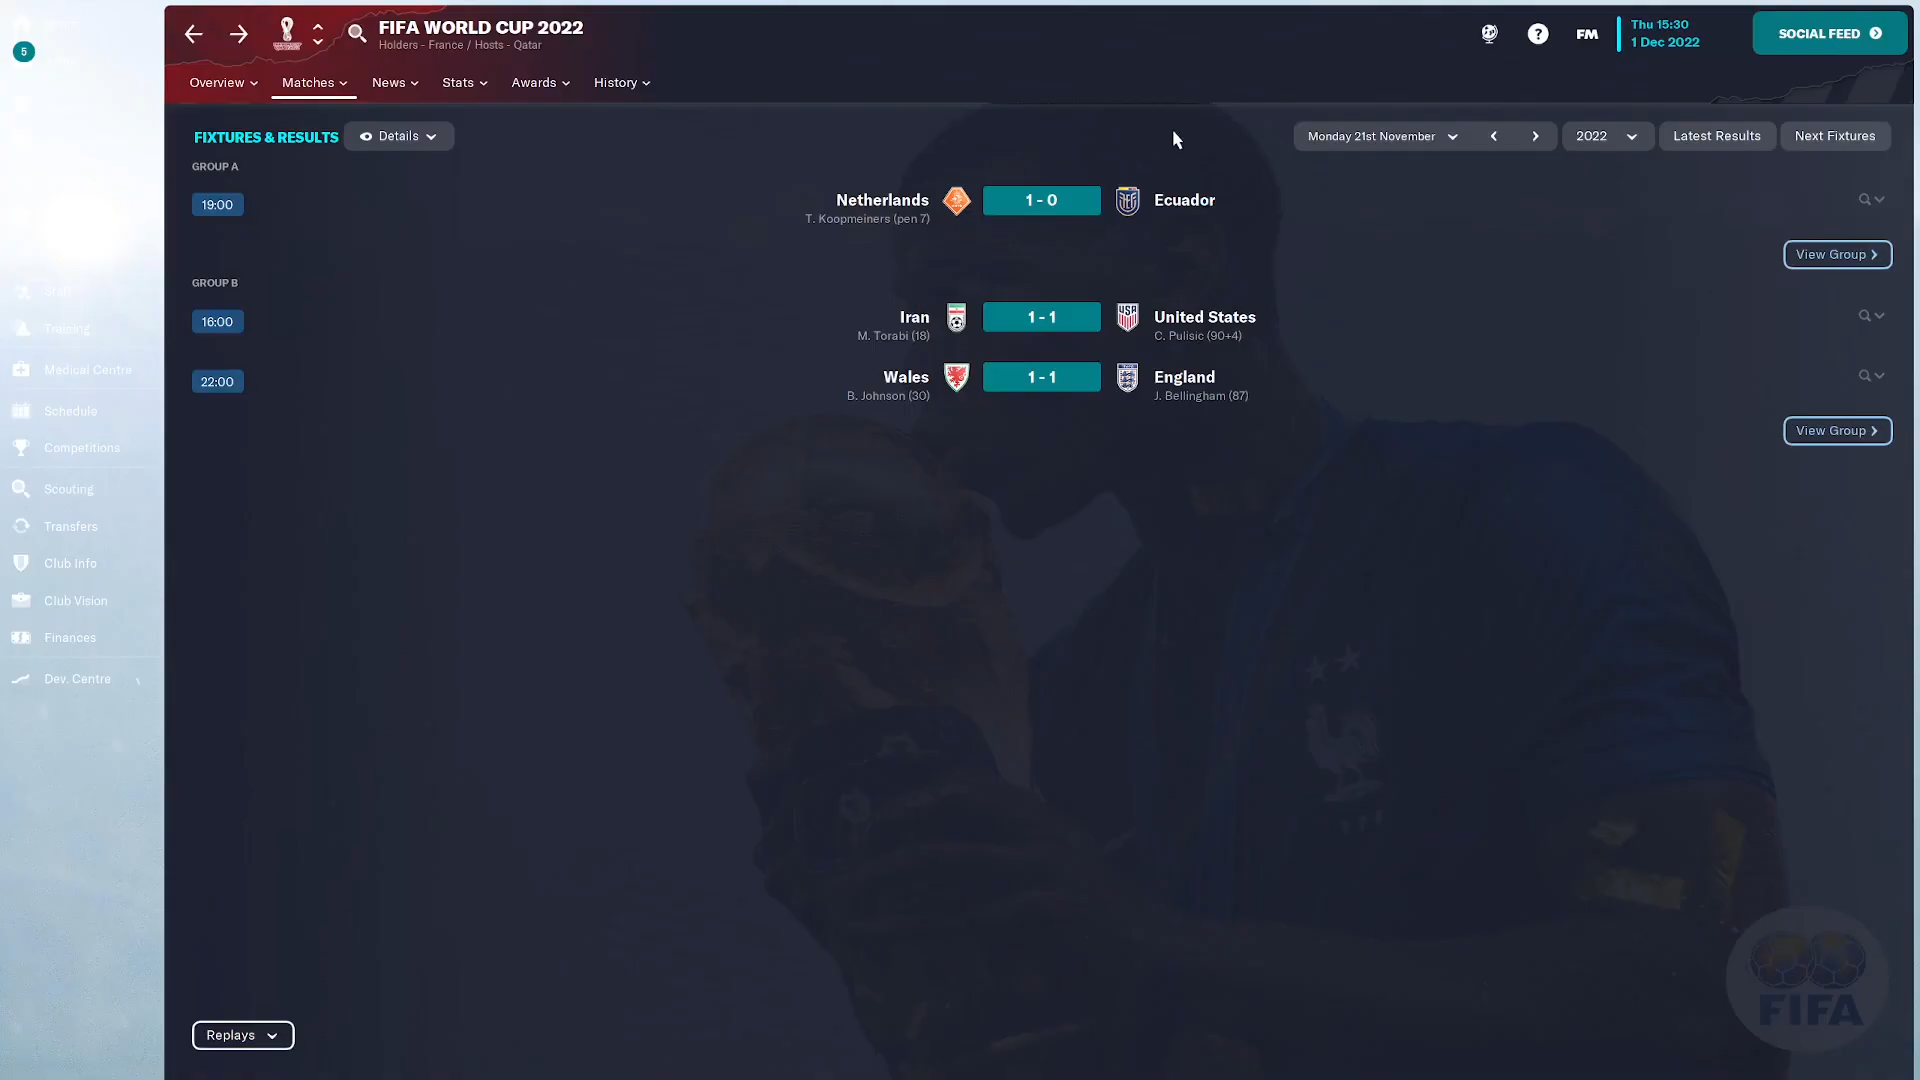 FIFA WORLD CUP 2022
Holders - France / Hosts - Qatar
FM
Thu 15:30
1 Dec 2022
SOCIAL FEED
5
Overview
Matches
News
Stats
Awards
History
FIXTURES & RESULTS
Details
Monday 21st November
2022
Latest Results
Next Fixtures
GROUP A
19:00
Netherlands
1 - 0
Ecuador
T. Koopmeiners (pen 7)
View Group
GROUP B
16:00
Iran
1 - 1
United States
M. Torabi (18)
C. Pulisic (90+4)
22:00
Wales
1 - 1
England
B. Johnson (30)
J. Bellingham (87)
View Group
Staff
Training
Medical Centre
Schedule
Competitions
Scouting
Transfers
Club Info
Club Vision
Finances
Dev. Centre
Replays
FIFA